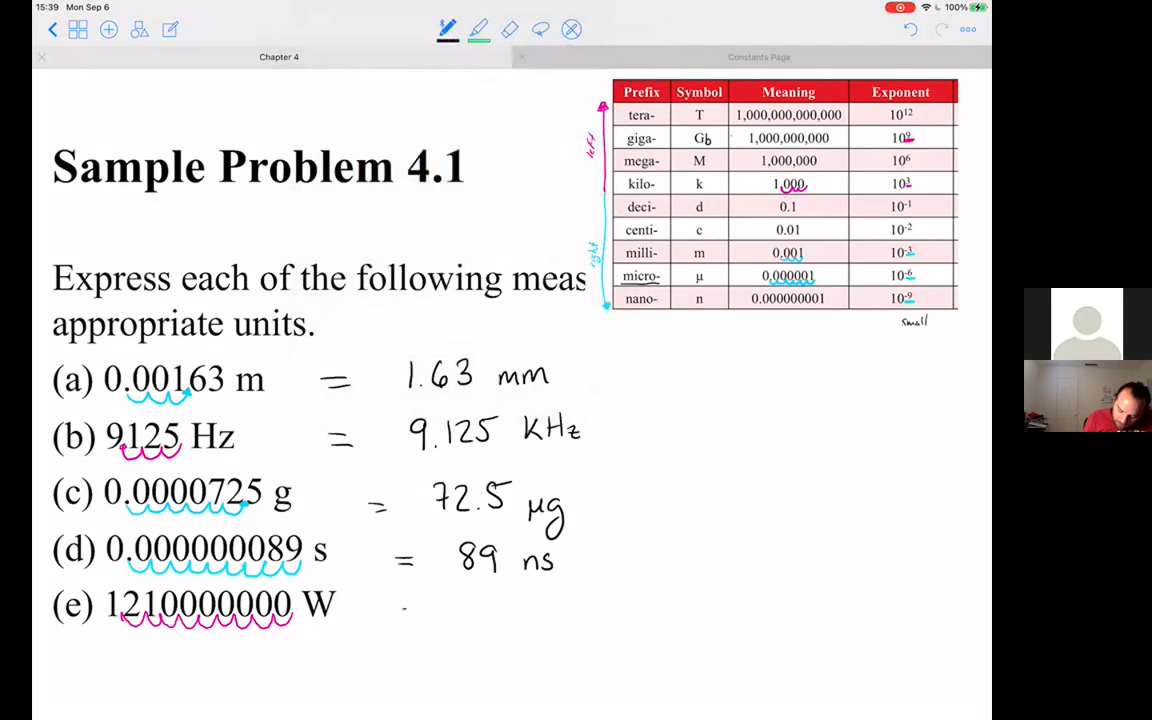 15:39 Mon Sep 6
100%
Chapter 4
Constants Page
Prefix Symbol Meaning Exponent
tera- T 1,000,000,000,000 10¹²
giga- Gb 1,000,000,000 10⁹
mega- M 1,000,000 10⁶
kilo- k 1,000 10³
deci- d 0.1 10⁻¹
centi- c 0.01 10⁻²
milli- m 0.001 10⁻³
micro- μ 0.000001 10⁻⁶
nano- n 0.000000001 10⁻⁹
left
right
small
Sample Problem 4.1
Express each of the following meas
appropriate units.
(a) 0.00163 m = 1.63 mm
(b) 9125 Hz = 9.125 KHz
(c) 0.0000725 g = 72.5 μg
(d) 0.000000089 s = 89 ns
(e) 1210000000 W